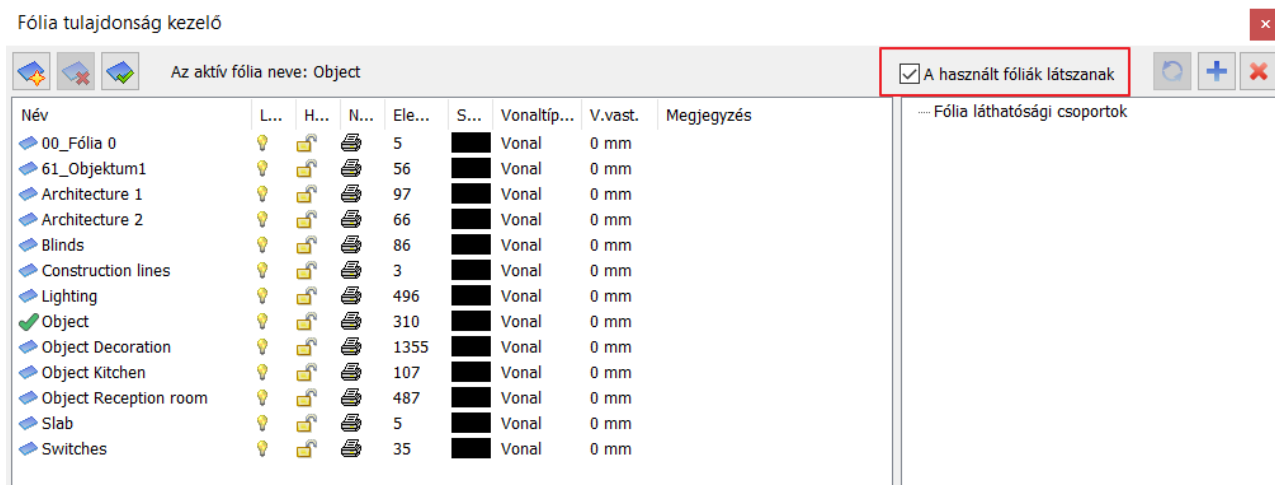 Fólia tulajdonság kezelő
Az aktív fólia neve: Object
A használt fóliák látszanak
Név L... H... N... Ele... S... Vonaltíp... V.vast. Megjegyzés
Fólia láthatósági csoportok
00_Fólia 0 5 Vonal 0 mm
61_Objektum1 56 Vonal 0 mm
Architecture 1 97 Vonal 0 mm
Architecture 2 66 Vonal 0 mm
Blinds 86 Vonal 0 mm
Construction lines 3 Vonal 0 mm
Lighting 496 Vonal 0 mm
Object 310 Vonal 0 mm
Object Decoration 1355 Vonal 0 mm
Object Kitchen 107 Vonal 0 mm
Object Reception room 487 Vonal 0 mm
Slab 5 Vonal 0 mm
Switches 35 Vonal 0 mm